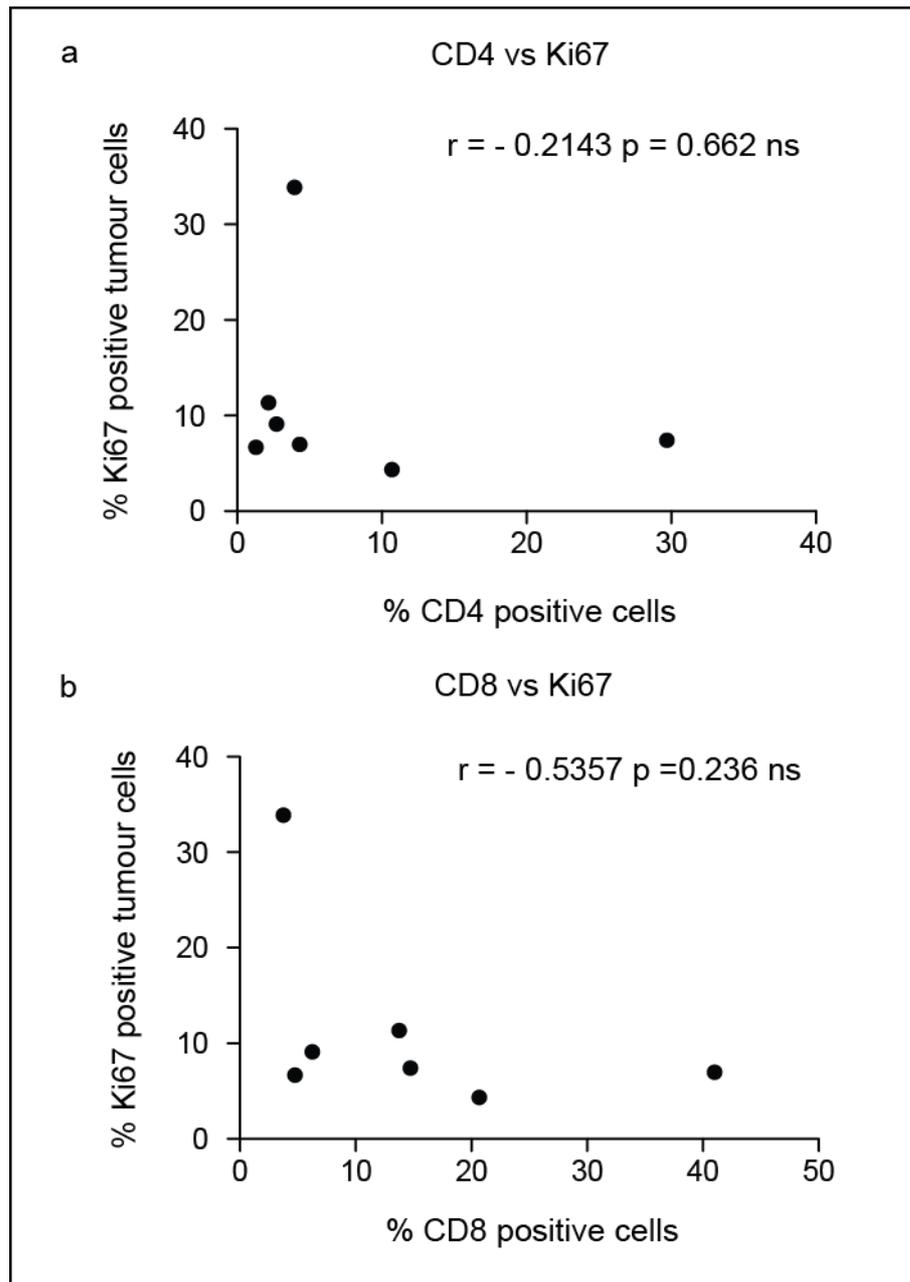 a
CD4 vs Ki67
r = - 0.2143 p = 0.662 ns
% Ki67 positive tumour cells
40
30
20
10
0
0 10 20 30 40
% CD4 positive cells
b
CD8 vs Ki67
r = - 0.5357 p =0.236 ns
% Ki67 positive tumour cells
40
30
20
10
0
0 10 20 30 40 50
% CD8 positive cells